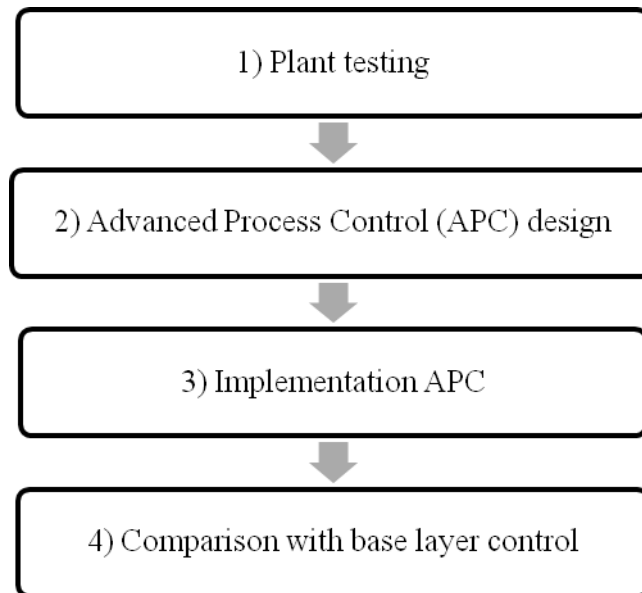 1) Plant testing
2) Advanced Process Control (APC) design
3) Implementation APC
4) Comparison with base layer control